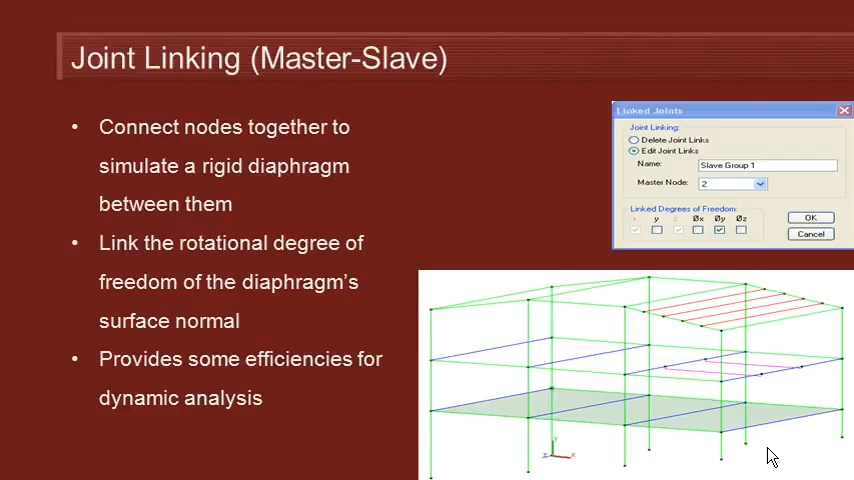 Joint Linking (Master-Slave)
• Connect nodes together to
simulate a rigid diaphragm
between them
• Link the rotational degree of
freedom of the diaphragm's
surface normal
• Provides some efficiencies for
dynamic analysis
Linked Joints
Joint Linking:
Delete Joint Links
Edit Joint Links
Name: Slave Group 1
Master Node: 2
Linked Degrees of Freedom:
x y z Øx Øy Øz
OK
Cancel
y
z x